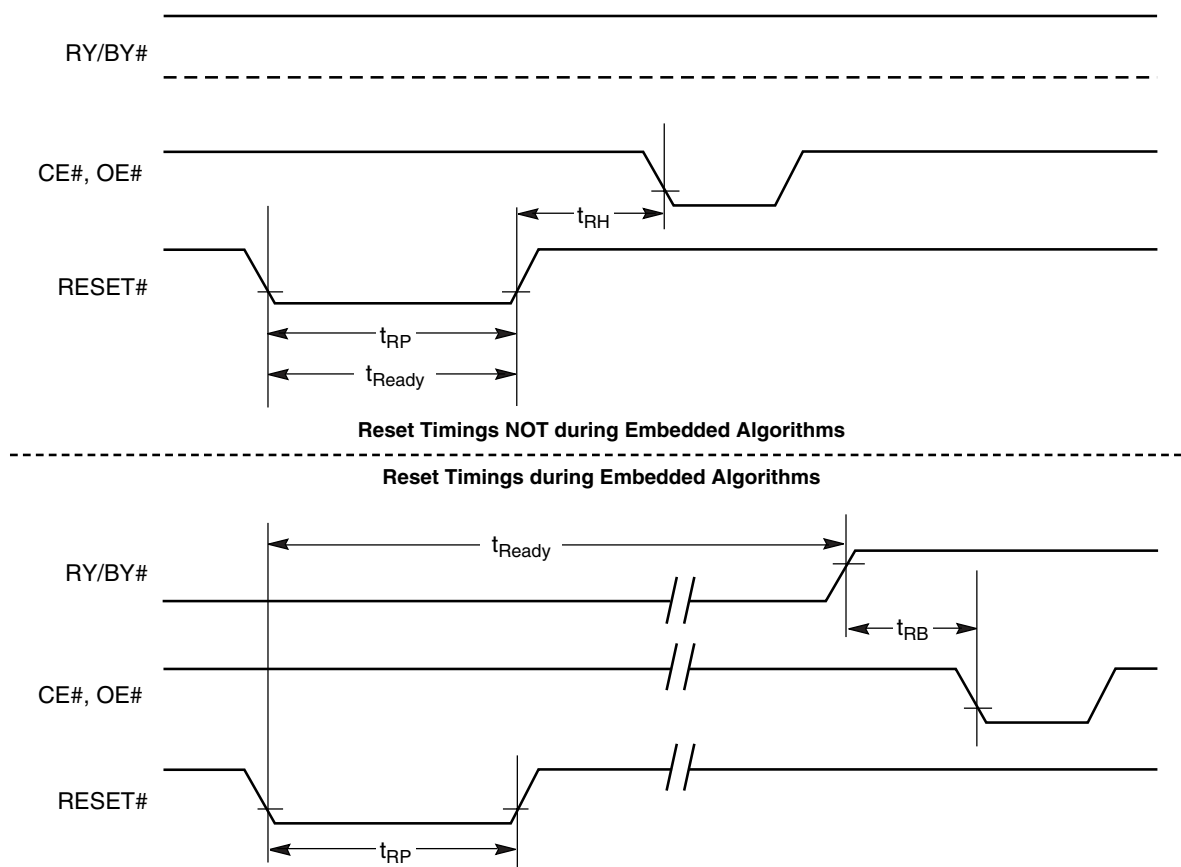 RY/BY#
CE#, OE#
tRH
RESET#
tRP
tReady
Reset Timings NOT during Embedded Algorithms
Reset Timings during Embedded Algorithms
tReady
RY/BY#
tRB
CE#, OE#
RESET#
tRP